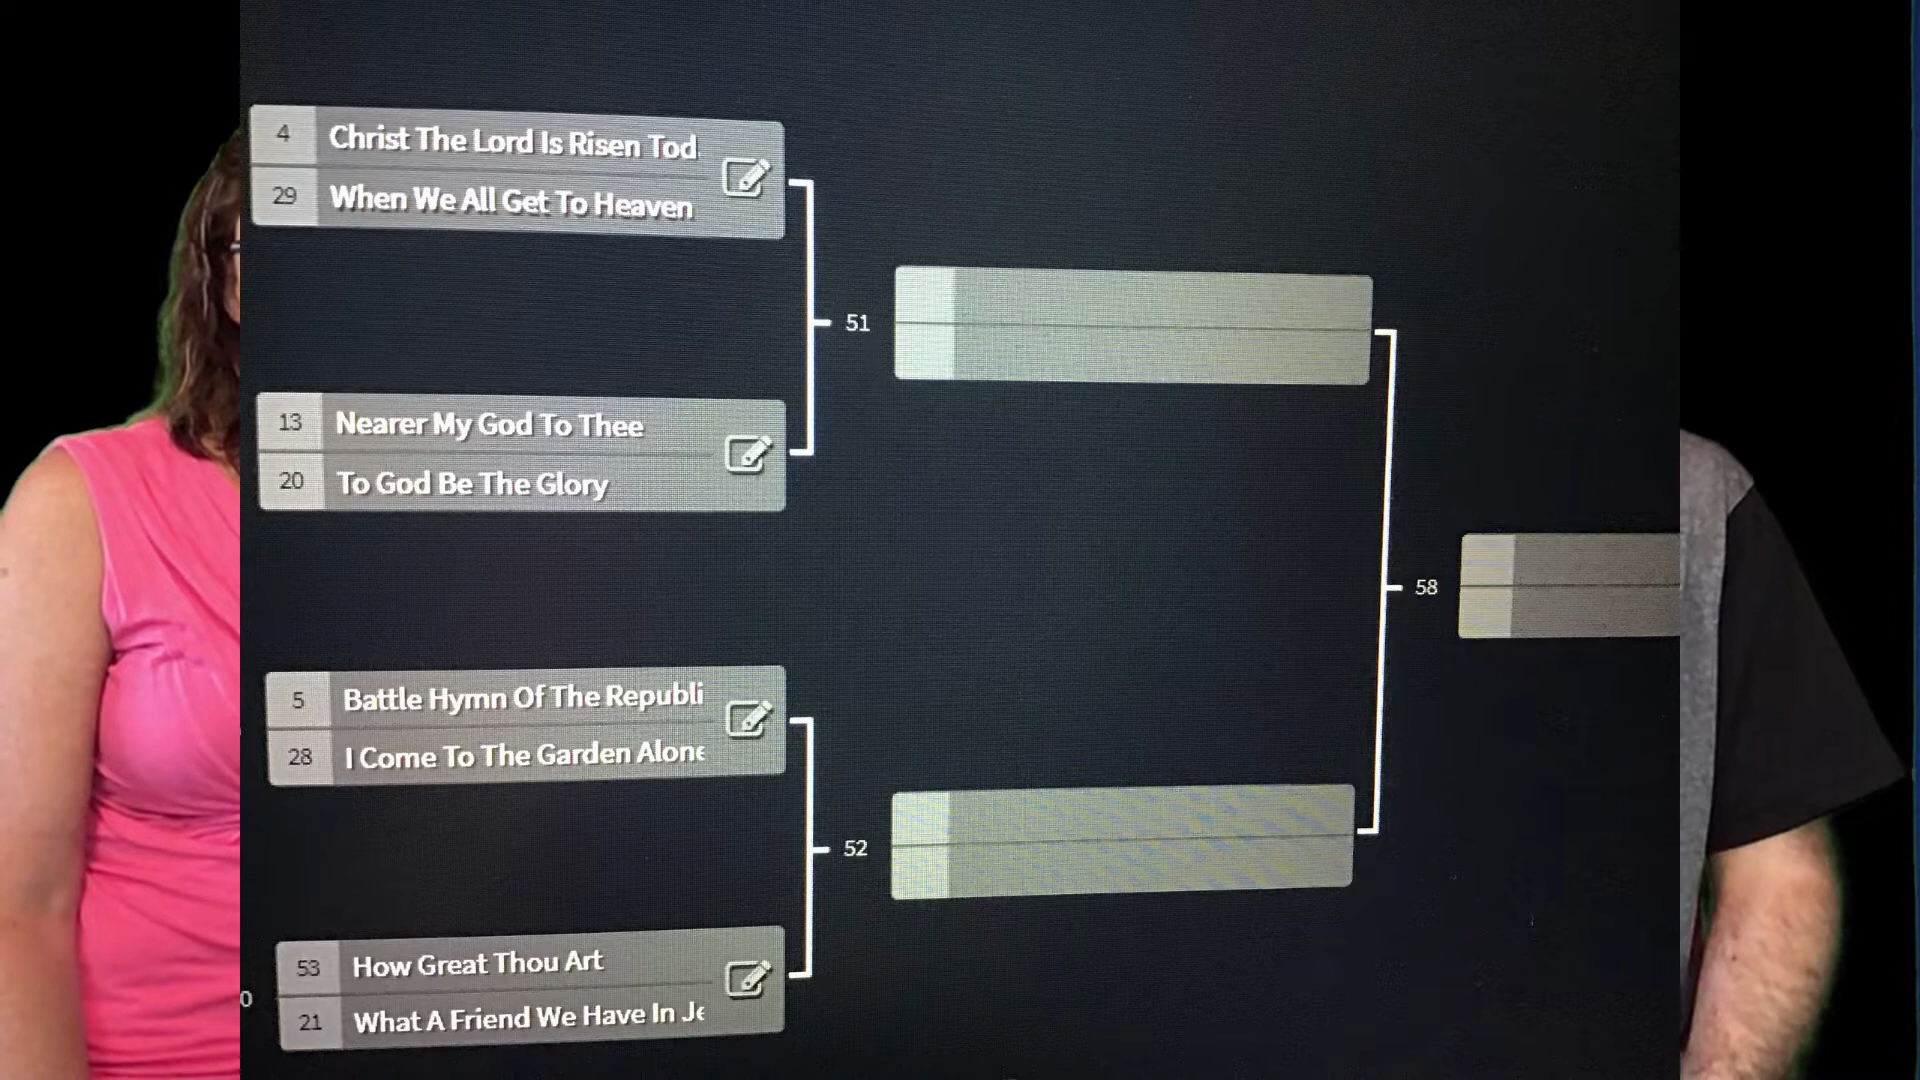 4 Christ The Lord Is Risen Tod
29 When We All Get To Heaven
51
13 Nearer My God To Thee
20 To God Be The Glory
58
5 Battle Hymn Of The Republi
28 I Come To The Garden Alone
52
53 How Great Thou Art
0
21 What A Friend We Have In Je